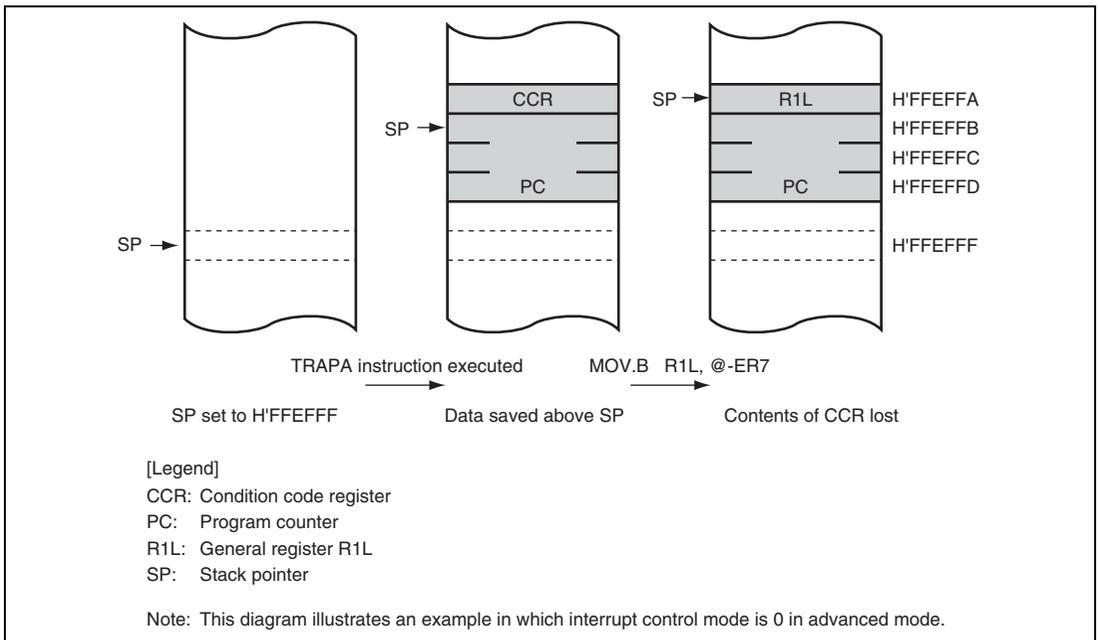 CCR
SP
R1L
H'FFEFFA
SP
H'FFEFFB
H'FFEFFC
PC
PC
H'FFEFFD
SP
H'FFEFFF
TRAPA instruction executed
MOV.B R1L, @-ER7
SP set to H'FFEFFF
Data saved above SP
Contents of CCR lost
[Legend]
CCR: Condition code register
PC: Program counter
R1L: General register R1L
SP: Stack pointer
Note: This diagram illustrates an example in which interrupt control mode is 0 in advanced mode.